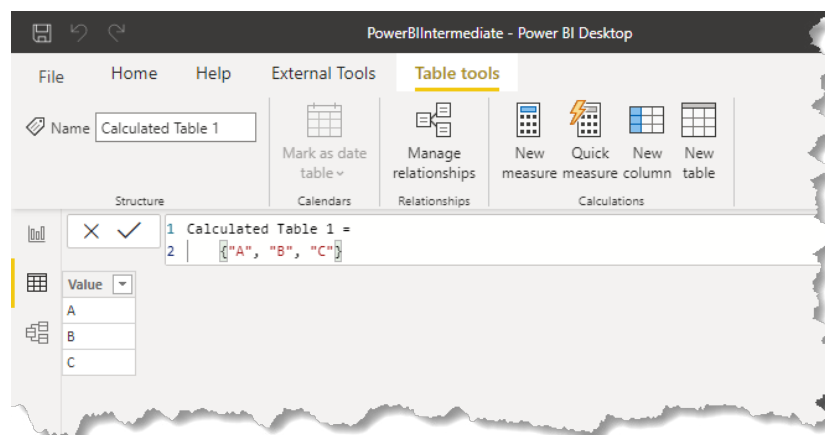 PowerBIIntermediate - Power BI Desktop
File Home Help External Tools Table tools
Name Calculated Table 1
Mark as date table
Manage relationships
New measure
Quick measure
New column
New table
Structure Calendars Relationships Calculations
1 Calculated Table 1 =
2 {"A", "B", "C"}
Value
A
B
C